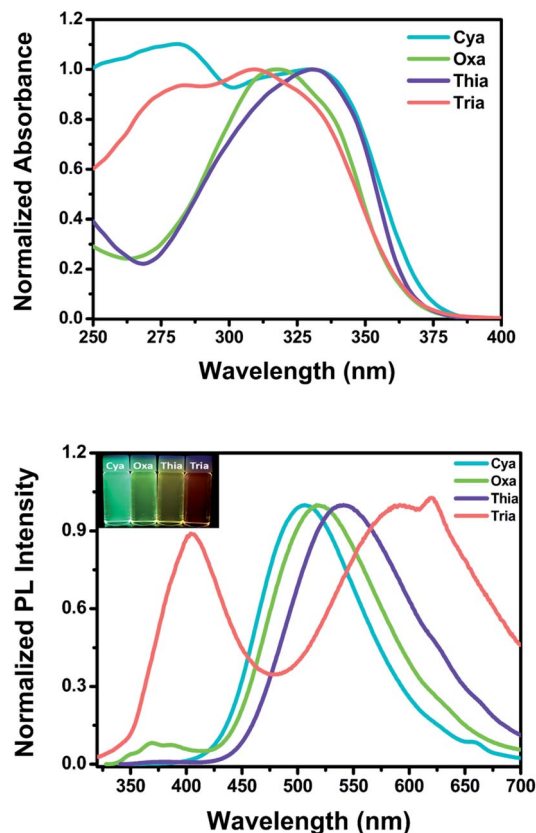 Normalized Absorbance
1.2
1.0
0.8
0.6
0.4
0.2
0.0
Cya
Oxa
Thia
Tria
250 275 300 325 350 375 400
Wavelength (nm)
Normalized PL Intensity
1.2
0.9
0.6
0.3
0.0
Cya Oxa Thia Tria
Cya
Oxa
Thia
Tria
350 400 450 500 550 600 650 700
Wavelength (nm)